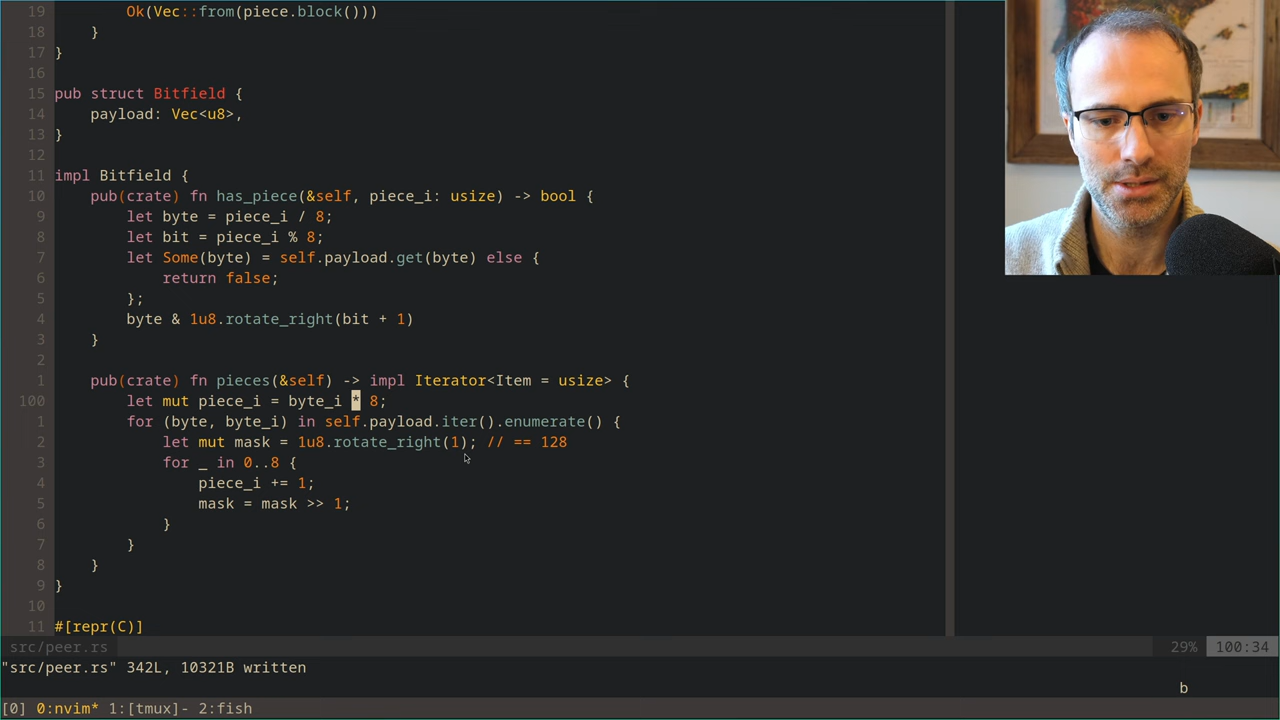 19 Ok(Vec::from(piece.block()))
18 }
17 }
16
15 pub struct Bitfield {
14 payload: Vec<u8>,
13 }
12
11 impl Bitfield {
10 pub(crate) fn has_piece(&self, piece_i: usize) -> bool {
9 let byte = piece_i / 8;
8 let bit = piece_i % 8;
7 let Some(byte) = self.payload.get(byte) else {
6 return false;
5 };
4 byte & 1u8.rotate_right(bit + 1)
3 }
2
1 pub(crate) fn pieces(&self) -> impl Iterator<Item = usize> {
100 let mut piece_i = byte_i * 8;
1 for (byte, byte_i) in self.payload.iter().enumerate() {
2 let mut mask = 1u8.rotate_right(1); // == 128
3 for _ in 0..8 {
4 piece_i += 1;
5 mask = mask >> 1;
6 }
7 }
8 }
9 }
10
11 #[repr(C)]
src/peer.rs 29% 100:34
"src/peer.rs" 342L, 10321B written
b
[0] 0:nvim* 1:[tmux]- 2:fish